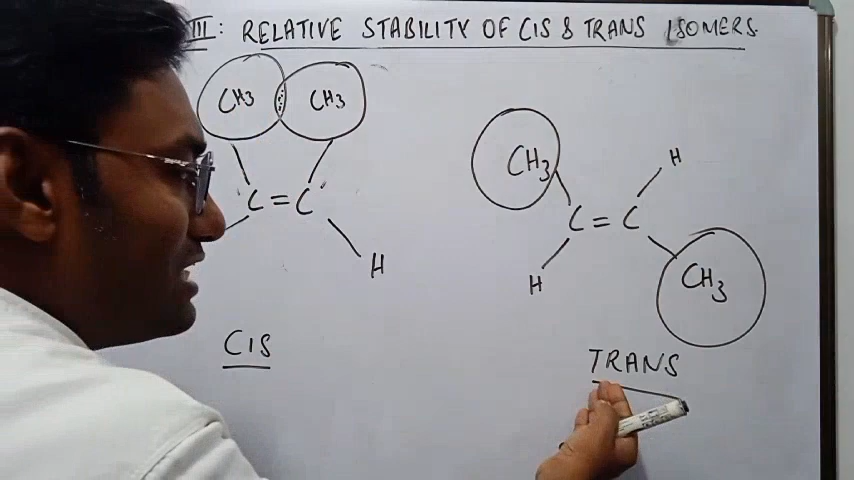 III: RELATIVE STABILITY OF CIS & TRANS ISOMERS
CH3 CH3
C = C
H
CIS
CH3 H
C = C
H CH3
TRANS